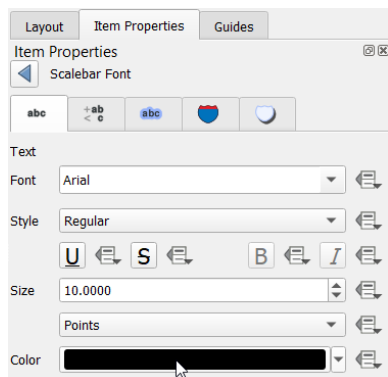 Layout Item Properties Guides
Item Properties
Scalebar Font
abc +ab < c abc
Text
Font Arial
Style Regular
U S B I
Size 10.0000
Points
Color